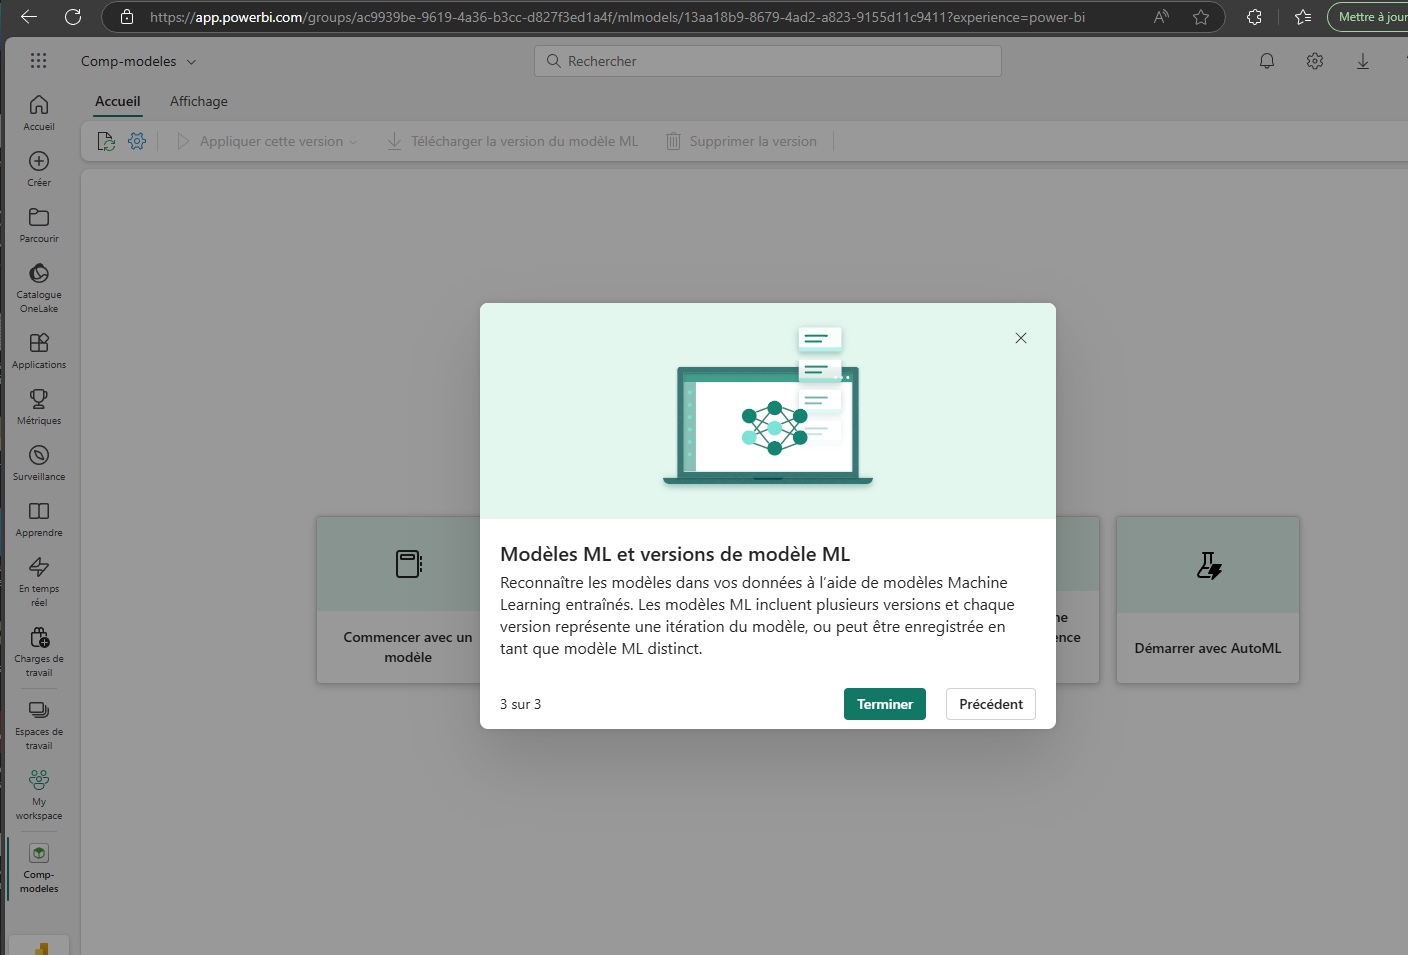 https://app.powerbi.com/groups/ac9939be-9619-4a36-b3cc-d827f3ed1a4f/mlmodels/13aa18b9-8679-4ad2-a823-9155d11c9411?experience=power-bi
Mettre à jour
Comp-modeles
Rechercher
Accueil
Affichage
Appliquer cette version
Télécharger la version du modèle ML
Supprimer la version
Accueil
Créer
Parcourir
Catalogue
OneLake
Applications
Métriques
Surveillance
Apprendre
En temps
réel
Charges de
travail
Espaces de
travail
My
workspace
Comp-
modeles
Commencer avec un
modèle
Démarrer avec AutoML
Modèles ML et versions de modèle ML
Reconnaître les modèles dans vos données à l’aide de modèles Machine
Learning entraînés. Les modèles ML incluent plusieurs versions et chaque
version représente une itération du modèle, ou peut être enregistrée en
tant que modèle ML distinct.
3 sur 3
Terminer
Précédent